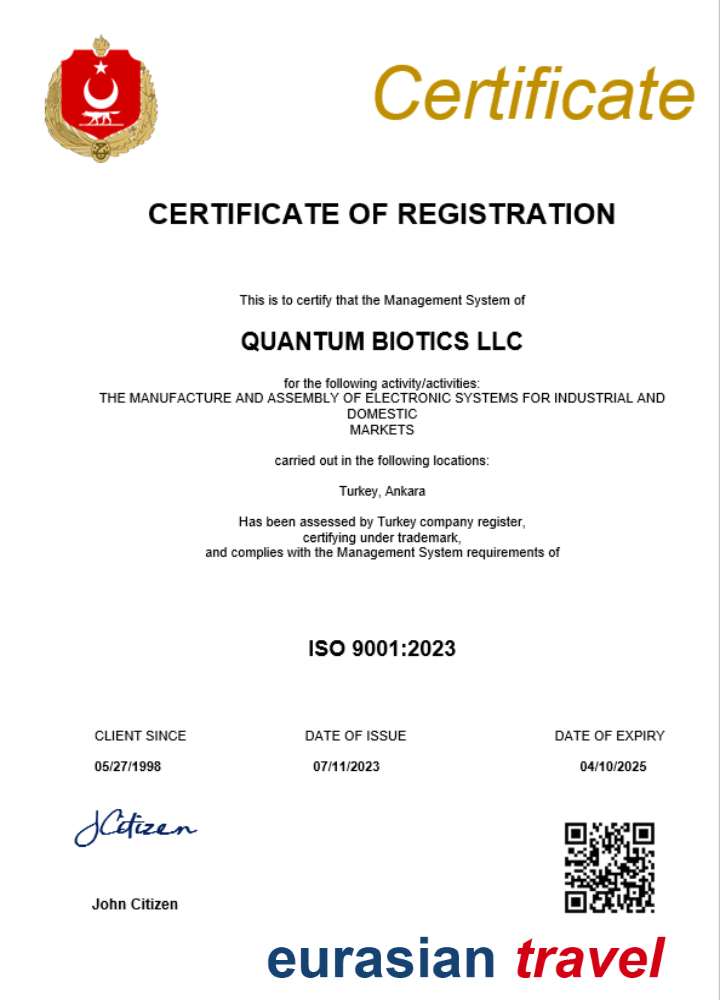 Certificate
CERTIFICATE OF REGISTRATION
This is to certify that the Management System of
QUANTUM BIOTICS LLC
for the following activity/activities:
THE MANUFACTURE AND ASSEMBLY OF ELECTRONIC SYSTEMS FOR INDUSTRIAL AND
DOMESTIC
MARKETS
carried out in the following locations:
Turkey, Ankara
Has been assessed by Turkey company register,
certifying under trademark,
and complies with the Management System requirements of
ISO 9001:2023
CLIENT SINCE DATE OF ISSUE DATE OF EXPIRY
05/27/1998 07/11/2023 04/10/2025
JCitizen
John Citizen
eurasian travel